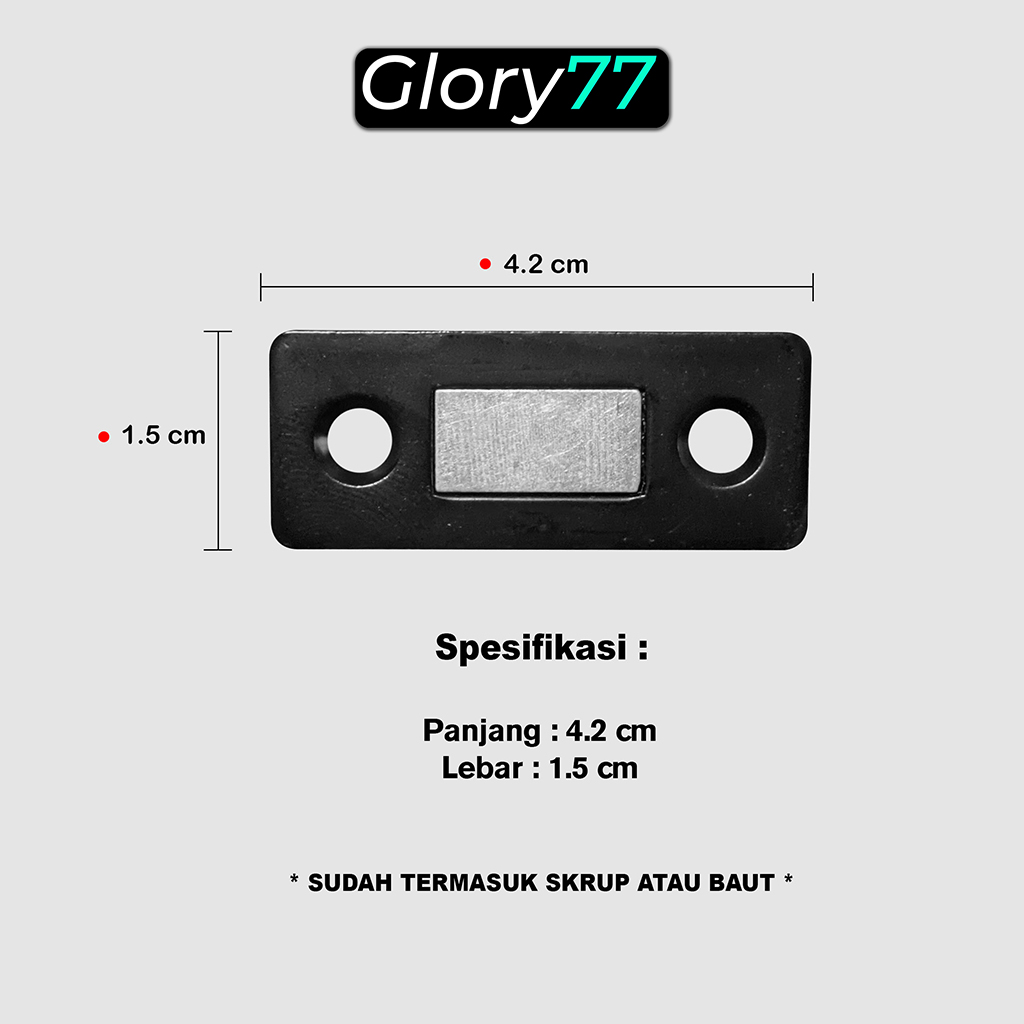 Glory77
4.2 cm
1.5 cm
Spesifikasi :
Panjang : 4.2 cm
Lebar : 1.5 cm
* SUDAH TERMASUK SKRUP ATAU BAUT *